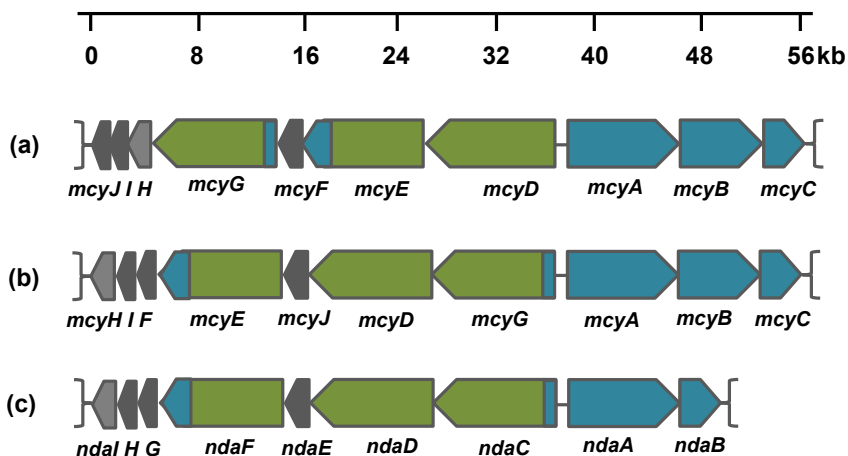 0 8 16 24 32 40 48 56kb
(a)
mcyJ I H mcyG mcyF mcyE mcyD mcyA mcyB mcyC
(b)
mcyH I F mcyE mcyJ mcyD mcyG mcyA mcyB mcyC
(c)
ndaI H G ndaF ndaE ndaD ndaC ndaA ndaB